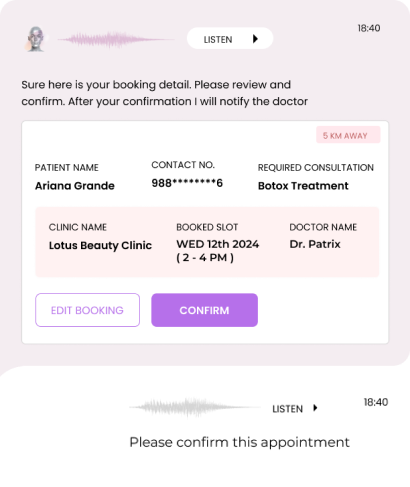 LISTEN
18:40
Sure here is your booking detail. Please review and
confirm. After your confirmation I will notify the doctor
5 KM AWAY
PATIENT NAME
Ariana Grande
CONTACT NO.
988********6
REQUIRED CONSULTATION
Botox Treatment
CLINIC NAME
Lotus Beauty Clinic
BOOKED SLOT
WED 12th 2024
( 2 - 4 PM )
DOCTOR NAME
Dr. Patrix
EDIT BOOKING
CONFIRM
LISTEN
18:40
Please confirm this appointment